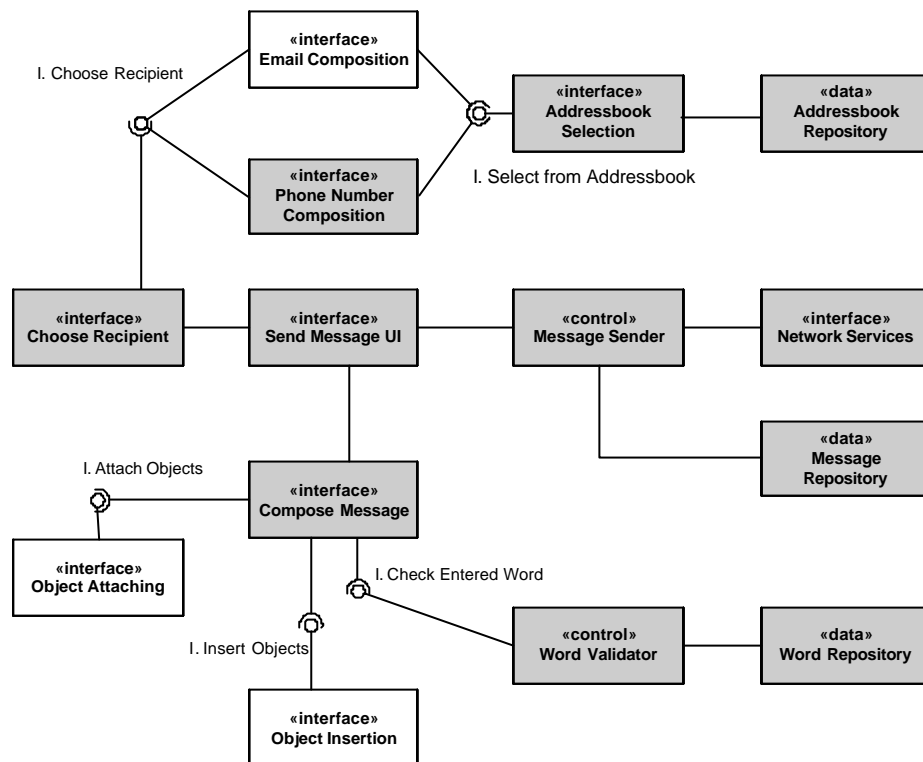 «interface»
Email Composition
I. Choose Recipient
«interface»
Addressbook
Selection
«data»
Addressbook
Repository
«interface»
Phone Number
Composition
I. Select from Addressbook
«interface»
Choose Recipient
«interface»
Send Message UI
«control»
Message Sender
«interface»
Network Services
«data»
Message
Repository
I. Attach Objects
«interface»
Compose Message
«interface»
Object Attaching
I. Check Entered Word
I. Insert Objects
«control»
Word Validator
«data»
Word Repository
«interface»
Object Insertion